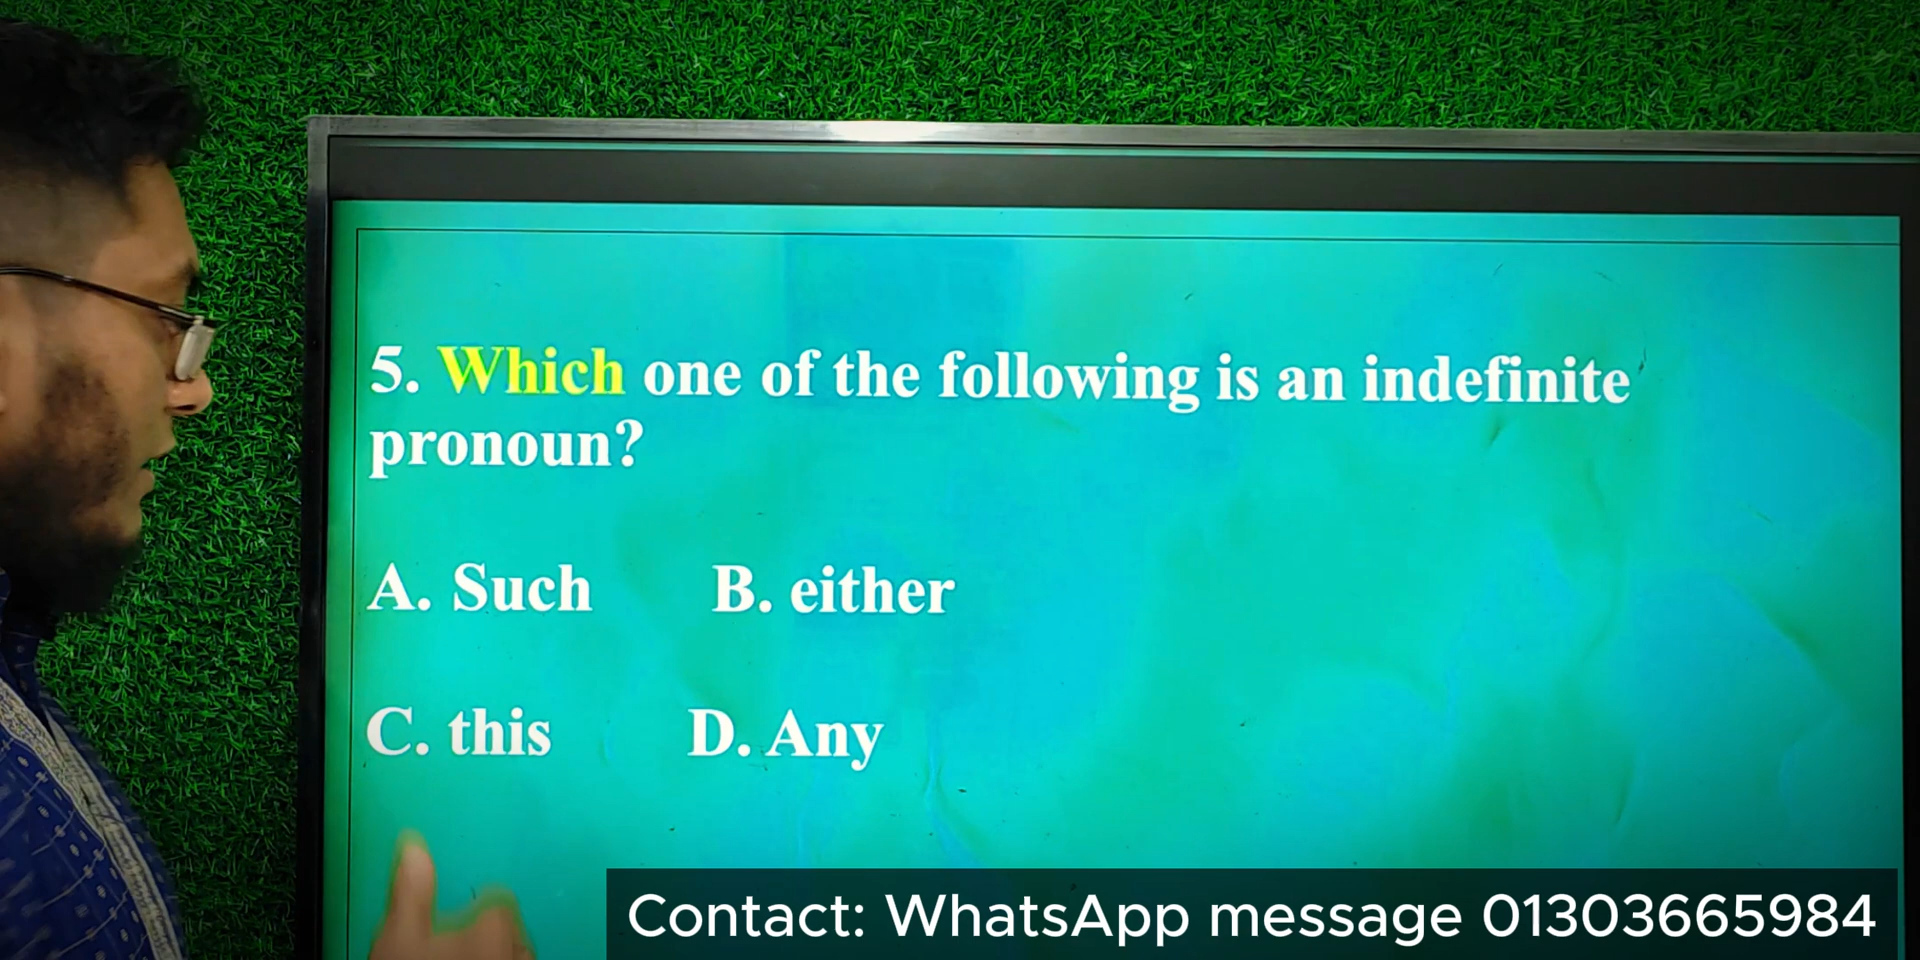 5. Which one of the following is an indefinite
pronoun?
A. Such B. either
C. this D. Any
Contact: WhatsApp message 01303665984